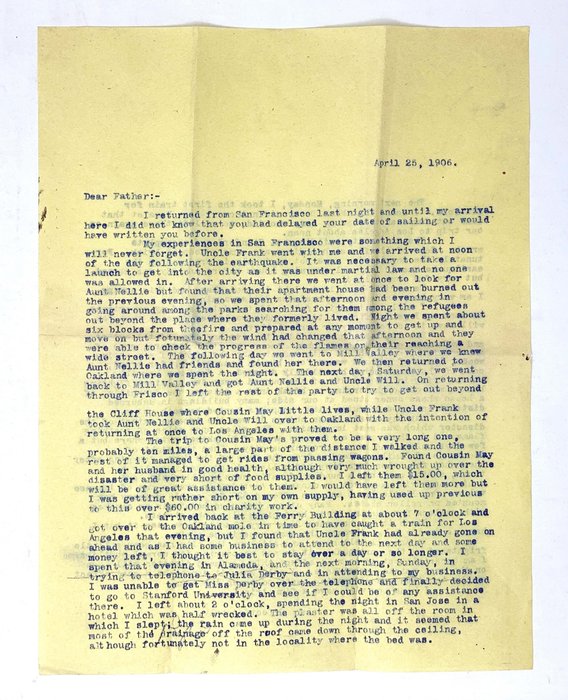 April 25, 1906.
Dear Father:-
I returned from San Francisco last night and until my arrival
here I did not know that you had delayed your date of sailing or would
have written you before.
My experiences in San Francisco were something which I
will never forget. Uncle Frank went with me and we arrived at noon
of the day following the earthquake. It was necessary to take a
launch to get into the city as it was under martial law and no one
was allowed in. After arriving there we went at once to look for
Aunt Nellie but found that their apartment house had been burned out
the previous evening, so we spent that afternoon and evening in
going around among the parks searching for them among the refugees
out beyond the place where they formerly lived. Night we spent about
six blocks from the fire and prepared at any moment to get up and
move on but fortunately the wind had changed that afternoon and they
were able to check the progress of the flames on their reaching a
wide street. The following day we went to Mill Valley where we knew
Aunt Nellie had friends and found her there. We then returned to
Oakland where we spent the night. The next day, Saturday, we went
back to Mill Valley and got Aunt Nellie and Uncle Will. On returning
through Frisco I left the rest of the party to try to get out beyond
the Cliff House where Cousin May Little lives, while Uncle Frank
took Aunt Nellie and Uncle Will over to Oakland with the intention of
returning at once to Los Angeles with them.
The trip to Cousin May's proved to be a very long one,
probably ten miles, a large part of the distance I walked and the
rest of it managed to get rides from passing wagons. Found Cousin May
and her husband in good health, although very much wrought up over the
disaster and very short of food supplies. I left them $15.00, which
will be of great assistance to them. I would have left them more but
I was getting rather short on my own supply, having used up previous
to this over $60.00 in charity work.
I arrived back at the Ferry Building at about 7 o'clock and
got over to the Oakland mole in time to have caught a train for Los
Angeles that evening, but I found that Uncle Frank had already gone on
ahead and as I had some business to attend to the next day and some
money left, I thought it best to stay over a day or so longer. I
spent that evening in Alameda, and the next morning, Sunday, in
trying to telephone to Julia Derby and in attending to my business.
I was unable to get Miss Derby over the telephone and finally decided
to go to Stanford University and see if I could be of any assistance
there. I left about 2 o'clock, spending the night in San Jose in a
hotel which was half wrecked. The plaster was all off the room in
which I slept; the rain came up during the night and it seemed that
most of the drainage off the roof came down through the ceiling,
although fortunately not in the locality where the bed was.